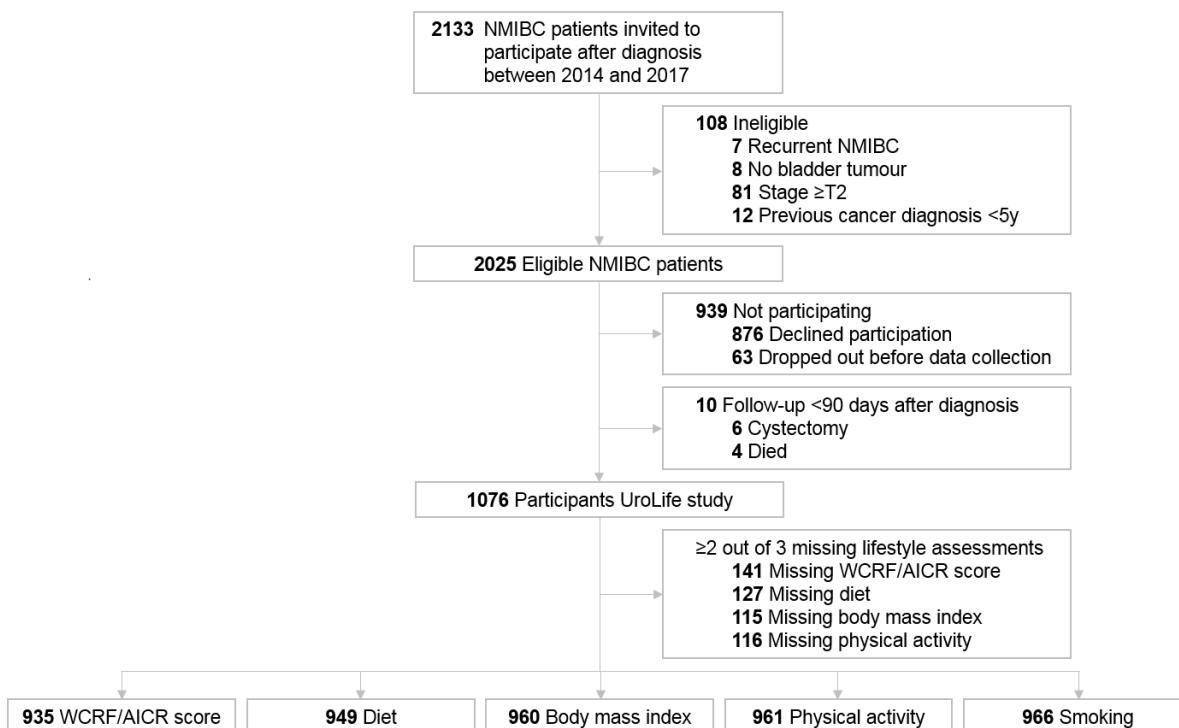 2133 NMIBC patients invited to
participate after diagnosis
between 2014 and 2017
108 Ineligible
7 Recurrent NMIBC
8 No bladder tumour
81 Stage ≥T2
12 Previous cancer diagnosis <5y
2025 Eligible NMIBC patients
939 Not participating
876 Declined participation
63 Dropped out before data collection
10 Follow-up <90 days after diagnosis
6 Cystectomy
4 Died
1076 Participants UroLife study
≥2 out of 3 missing lifestyle assessments
141 Missing WCRF/AICR score
127 Missing diet
115 Missing body mass index
116 Missing physical activity
935 WCRF/AICR score
949 Diet
960 Body mass index
961 Physical activity
966 Smoking